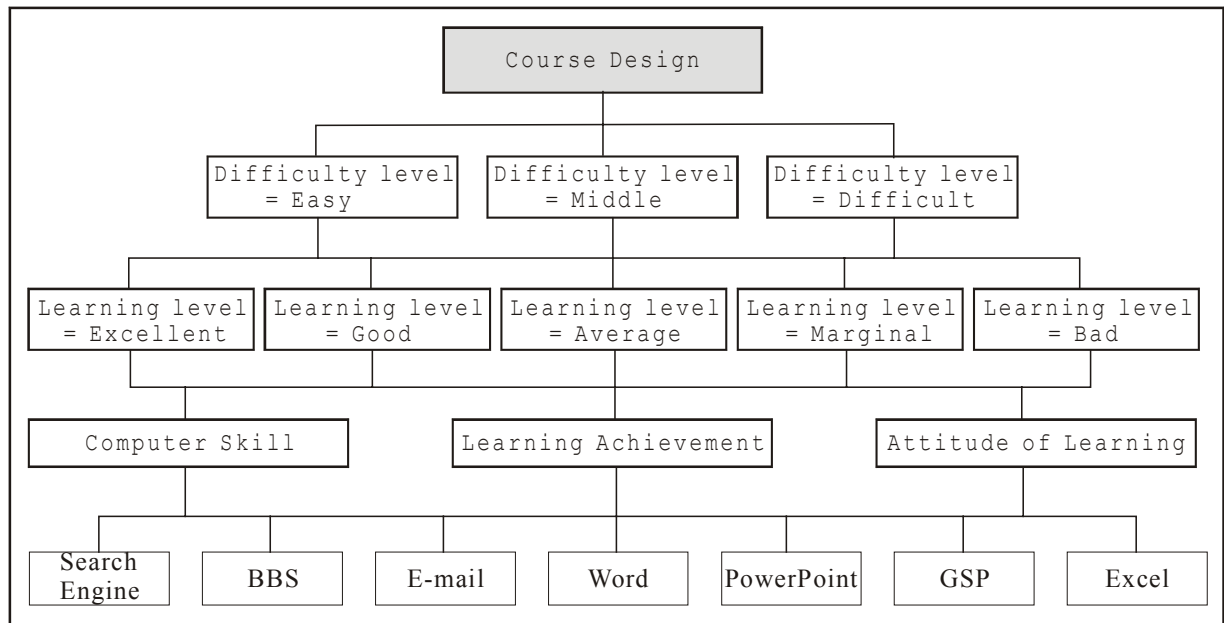 Course Design
Difficulty level
= Easy
Difficulty level
= Middle
Difficulty level
= Difficult
Learning level
= Excellent
Learning level
= Good
Learning level
= Average
Learning level
= Marginal
Learning level
= Bad
Computer Skill
Learning Achievement
Attitude of Learning
Search
Engine
BBS
E-mail
Word
PowerPoint
GSP
Excel